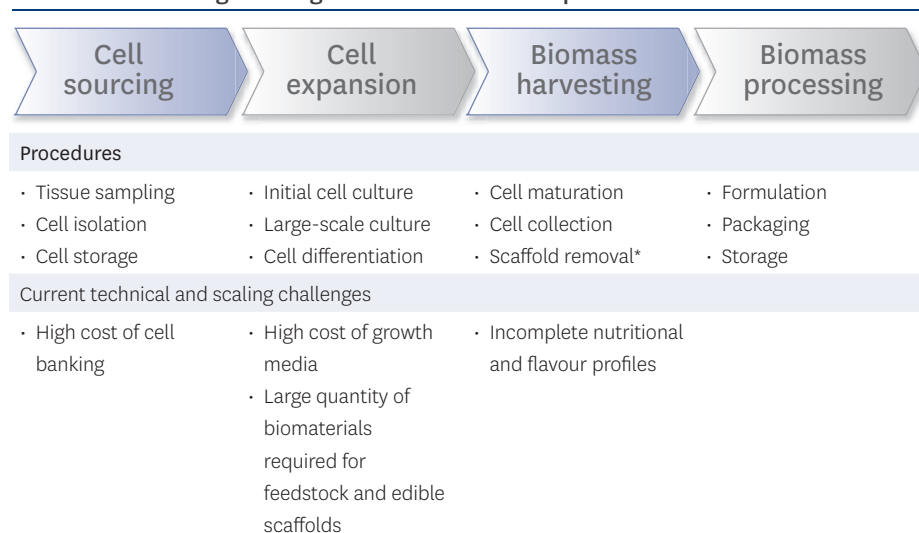 Cell
sourcing
Cell
expansion
Biomass
harvesting
Biomass
processing
Procedures
· Tissue sampling
· Cell isolation
· Cell storage
· Initial cell culture
· Large-scale culture
· Cell differentiation
· Cell maturation
· Cell collection
· Scaffold removal*
· Formulation
· Packaging
· Storage
Current technical and scaling challenges
· High cost of cell
banking
· High cost of growth
media
· Large quantity of
biomaterials
required for
feedstock and edible
scaffolds
· Incomplete nutritional
and flavour profiles